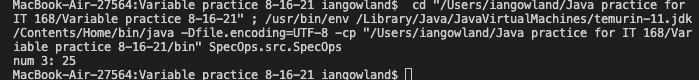 MacBook-Air-27564:Variable practice 8-16-21 iangowland$  cd "/Users/iangowland/Java practice for
IT 168/Variable practice 8-16-21" ; /usr/bin/env /Library/Java/JavaVirtualMachines/temurin-11.jdk
/Contents/Home/bin/java -Dfile.encoding=UTF-8 -cp "/Users/iangowland/Java practice for IT 168/Var
iable practice 8-16-21/bin" SpecOps.src.SpecOps
num 3: 25
MacBook-Air-27564:Variable practice 8-16-21 iangowland$